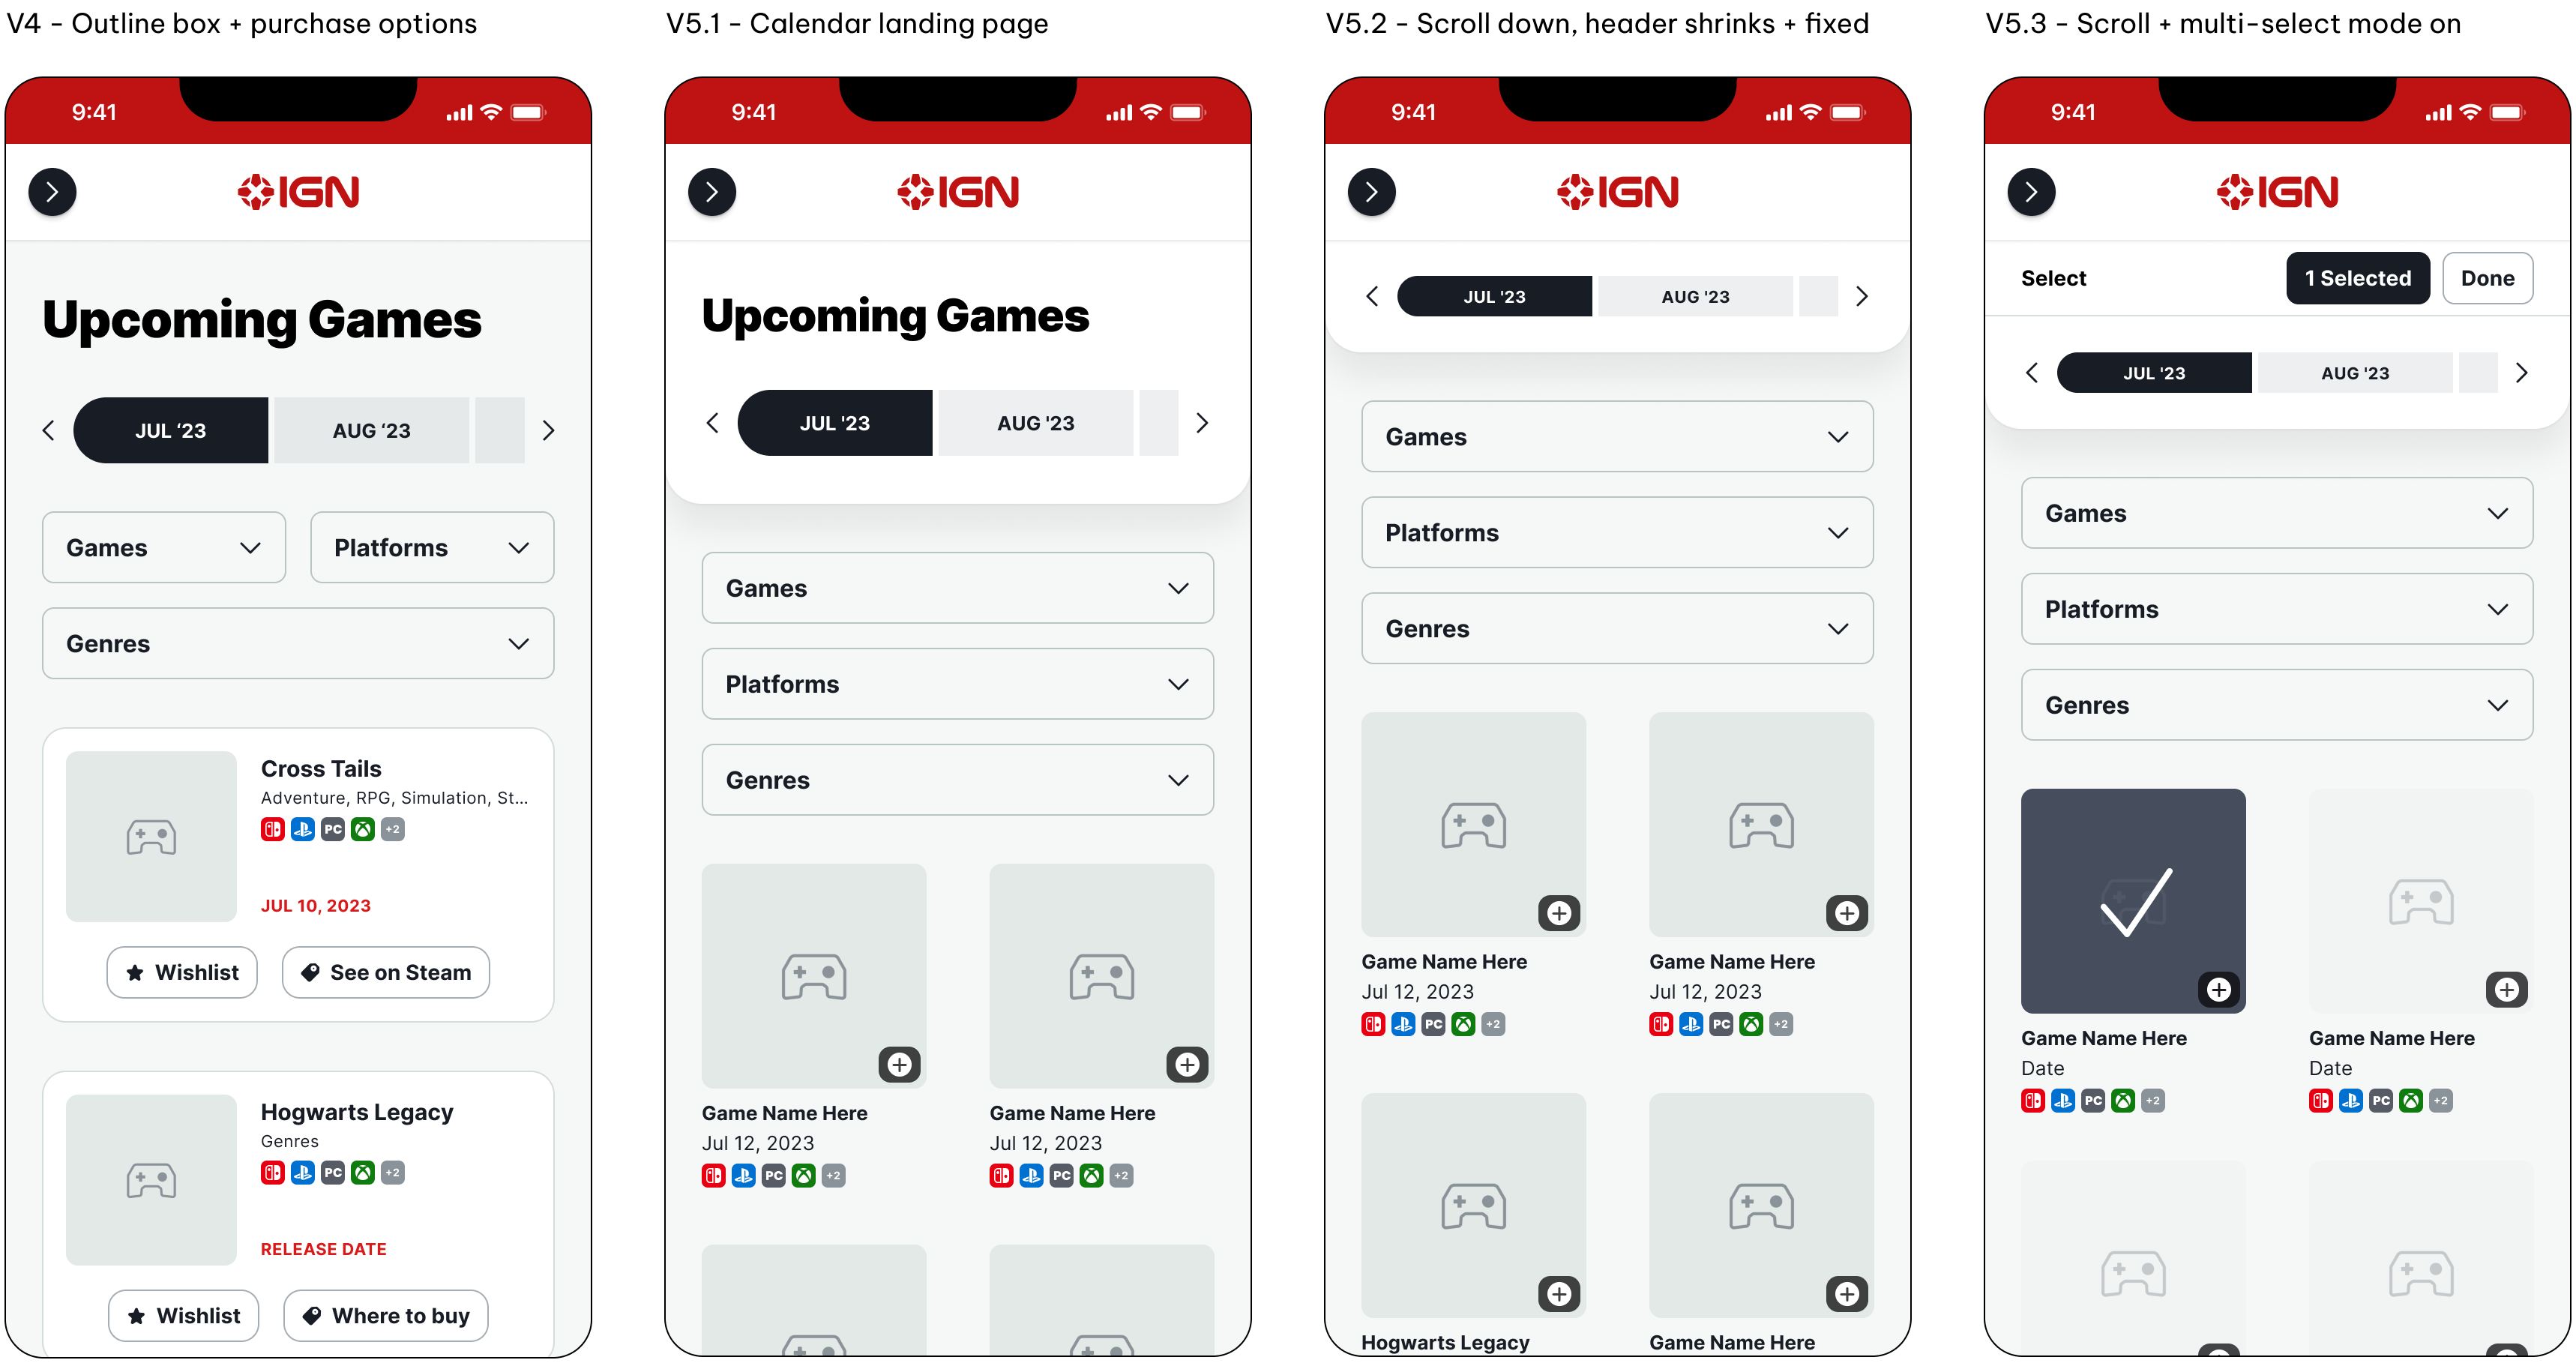 V4 - Outline box + purchase options
9:41
IGN
Upcoming Games
JUL ‘23
AUG ‘23
Games
Platforms
Genres
Cross Tails
Adventure, RPG, Simulation, St...
PC
+2
JUL 10, 2023
Wishlist
See on Steam
Hogwarts Legacy
Genres
PC
+2
RELEASE DATE
Wishlist
Where to buy
V5.1 - Calendar landing page
9:41
IGN
Upcoming Games
JUL '23
AUG '23
Games
Platforms
Genres
Game Name Here
Jul 12, 2023
PC
+2
Game Name Here
Jul 12, 2023
PC
+2
V5.2 - Scroll down, header shrinks + fixed
9:41
IGN
JUL '23
AUG '23
Games
Platforms
Genres
Game Name Here
Jul 12, 2023
PC
+2
Game Name Here
Jul 12, 2023
PC
+2
Hogwarts Legacy
Game Name Here
V5.3 - Scroll + multi-select mode on
9:41
IGN
Select
1 Selected
Done
JUL '23
AUG '23
Games
Platforms
Genres
Game Name Here
Date
PC
+2
Game Name Here
Date
PC
+2